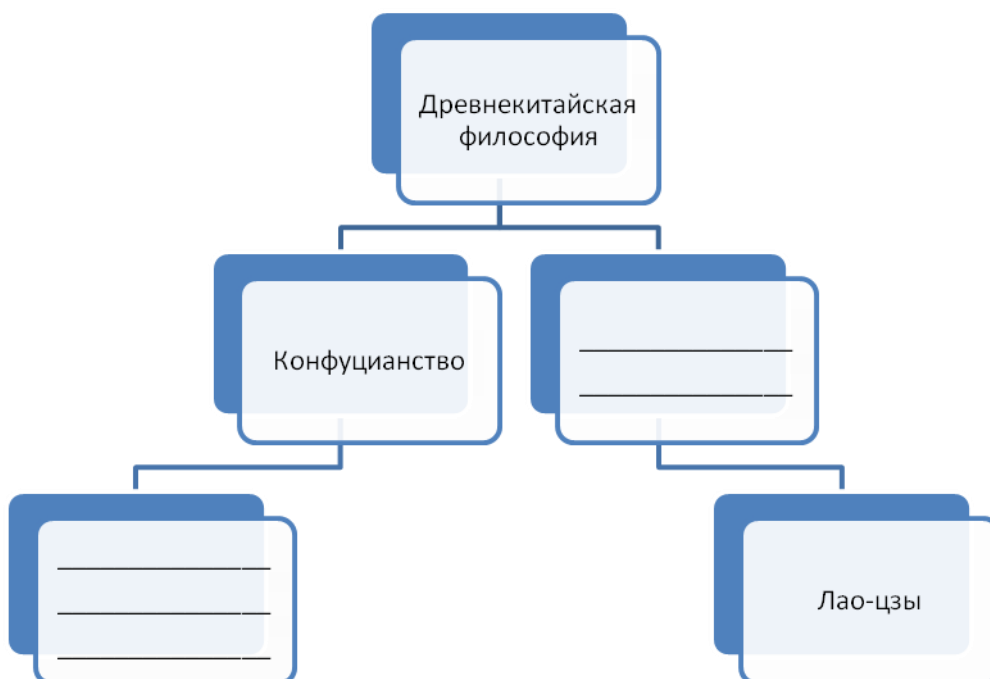 Древнекитайская
философия
Конфуцианство
Лао-цзы